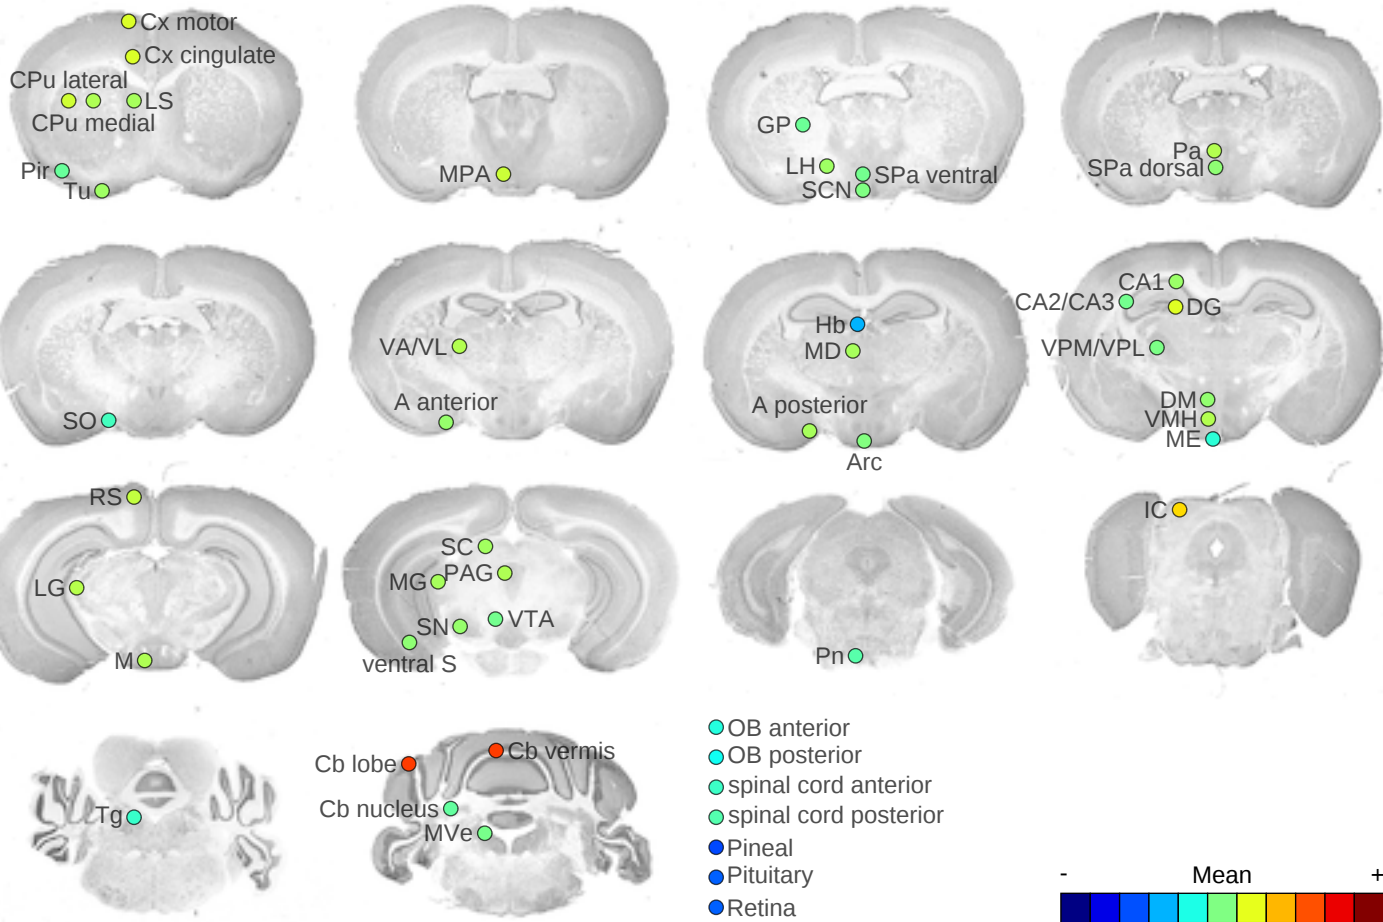 Cx motor
Cx cingulate
CPu lateral
LS
CPu medial
Pir
Tu
MPA
GP
LH
SPa ventral
SCN
Pa
SPa dorsal
SO
VA/VL
A anterior
Hb
MD
A posterior
Arc
CA1
CA2/CA3
DG
VPM/VPL
DM
VMH
ME
RS
LG
M
SC
MG
PAG
SN
VTA
ventral S
Pn
IC
Tg
Cb lobe
Cb vermis
Cb nucleus
MVe
OB anterior
OB posterior
spinal cord anterior
spinal cord posterior
Pineal
Pituitary
Retina
- Mean +